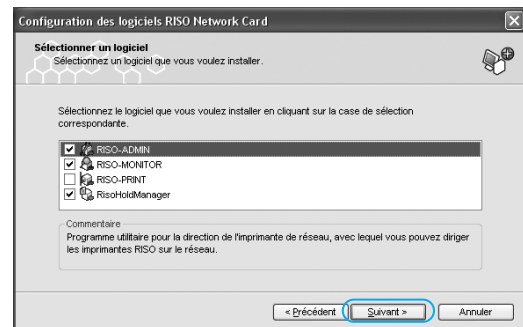 Configuration des logiciels RISO Network Card
Sélectionner un logiciel
Sélectionnez un logiciel que vous voulez installer.
Sélectionnez le logiciel que vous voulez installer en cliquant sur la case de sélection
correspondante.
RISO-ADMIN
RISO-MONITOR
RISO-PRINT
RisoHoldManager
Commentaire
Programme utilitaire pour la direction de l'imprimante de réseau, avec lequel vous pouvez diriger
les imprimantes RISO sur le réseau.
< Précédent
Suivant >
Annuler